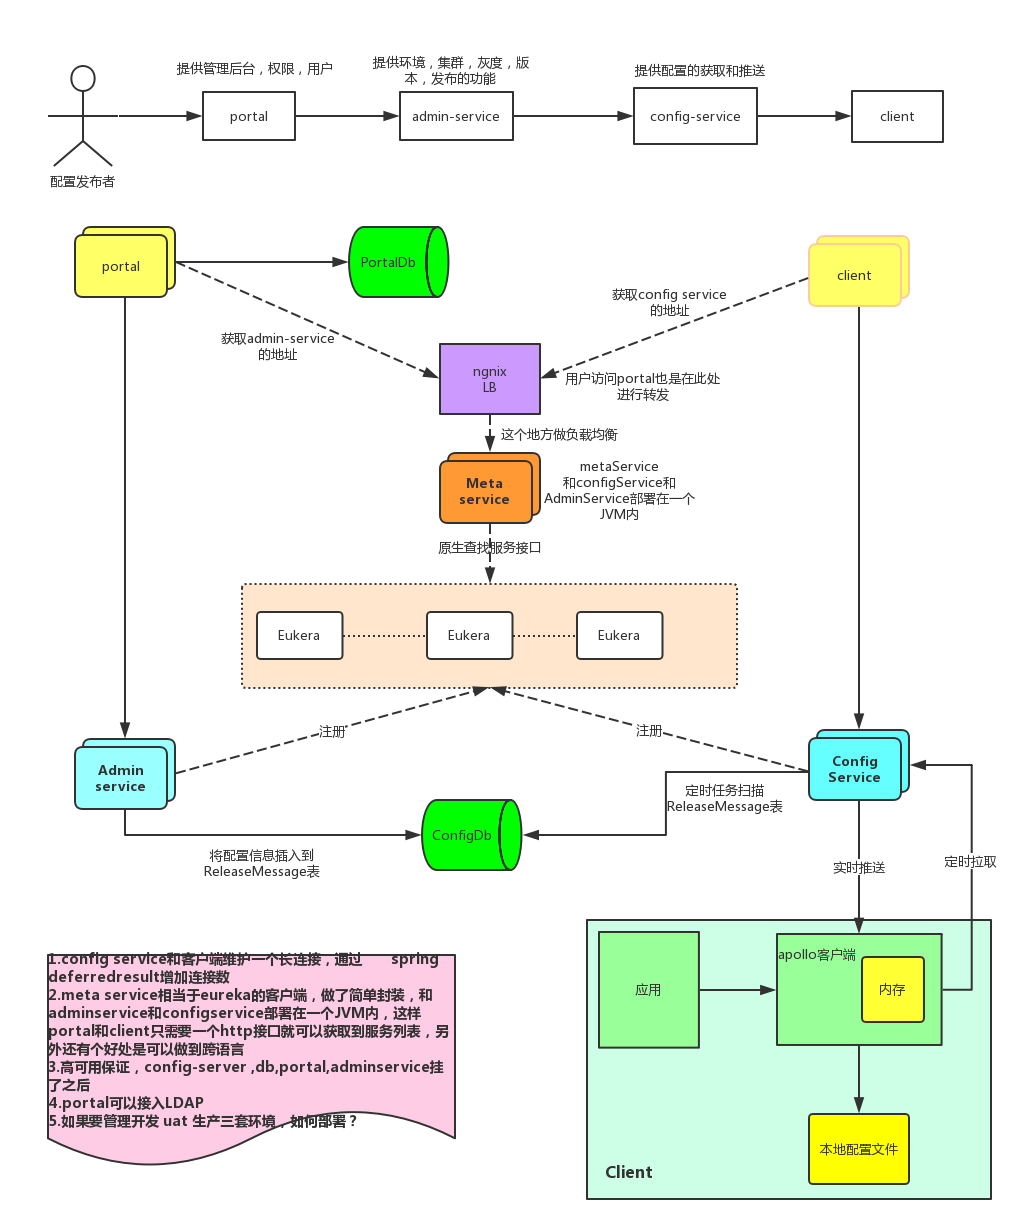 提供管理后台，权限，用户
提供环境，集群，灰度，版
本，发布的功能
提供配置的获取和推送
portal
admin-service
config-service
client
配置发布者
portal
PortalDb
client
获取config service
的地址
获取admin-service
的地址
ngnix
LB
用户访问portal也是在此处
进行转发
这个地方做负载均衡
Meta
service
metaService
和configService和
AdminService部署在一个
JVM内
原生查找服务接口
Eukera
Eukera
Eukera
注册
注册
Admin
service
Config
Service
定时任务扫描
ReleaseMessage表
ConfigDb
将配置信息插入到
ReleaseMessage表
实时推送
定时拉取
1.config service和客户端维护一个长连接，通过 spring
deferredresult增加连接数
2.meta service相当于eureka的客户端，做了简单封装，和
adminservice和configservice部署在一个JVM内，这样
portal和client只需要一个http接口就可以获取到服务列表，另
外还有个好处是可以做到跨语言
3.高可用保证，config-server ,db,portal,adminservice挂
了之后
4.portal可以接入LDAP
5.如果要管理开发 uat 生产三套环境，如何部署？
应用
apollo客户端
内存
本地配置文件
Client